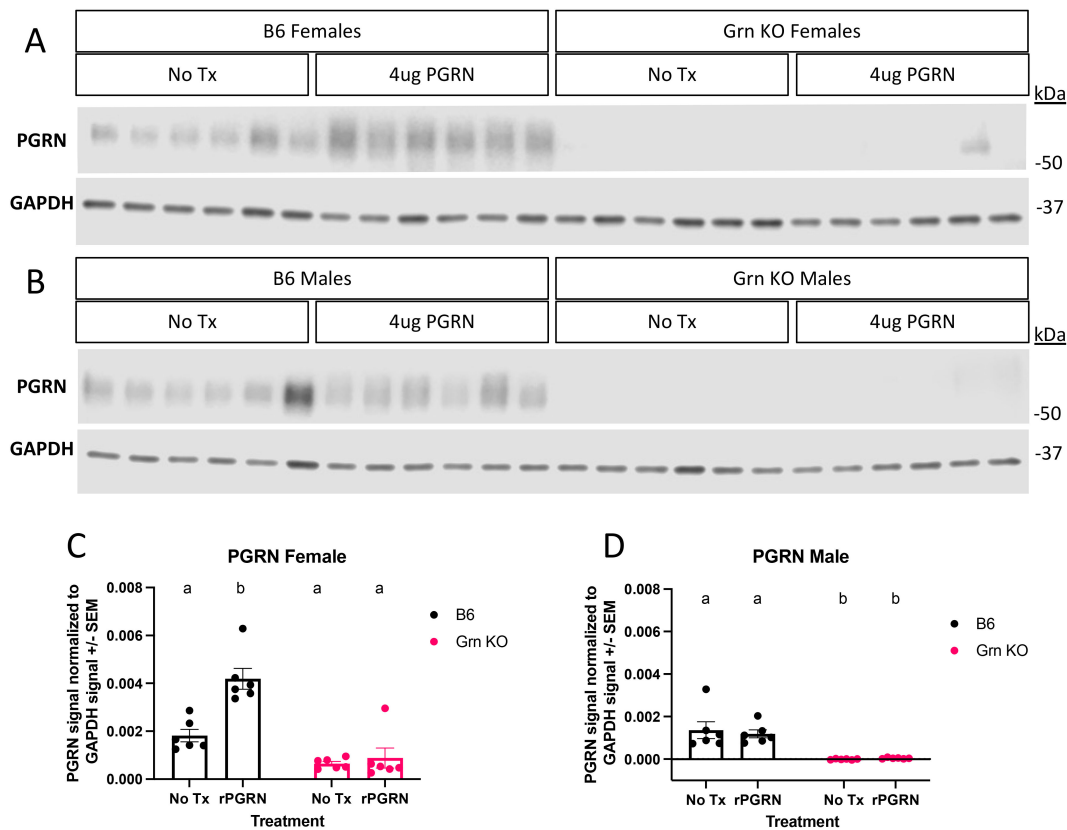 A
B6 Females
Grn KO Females
No Tx
4ug PGRN
No Tx
4ug PGRN
kDa
PGRN
-50
GAPDH
-37
B
B6 Males
Grn KO Males
No Tx
4ug PGRN
No Tx
4ug PGRN
kDa
PGRN
-50
GAPDH
-37
C
PGRN Female
PGRN signal normalized to
GAPDH signal +/- SEM
0.008
0.006
0.004
0.002
0.000
a
b
a
a
B6
Grn KO
No Tx
rPGRN
No Tx
rPGRN
Treatment
D
PGRN Male
PGRN signal normalized to
GAPDH signal +/- SEM
0.008
0.006
0.004
0.002
0.000
a
a
b
b
B6
Grn KO
No Tx
rPGRN
No Tx
rPGRN
Treatment